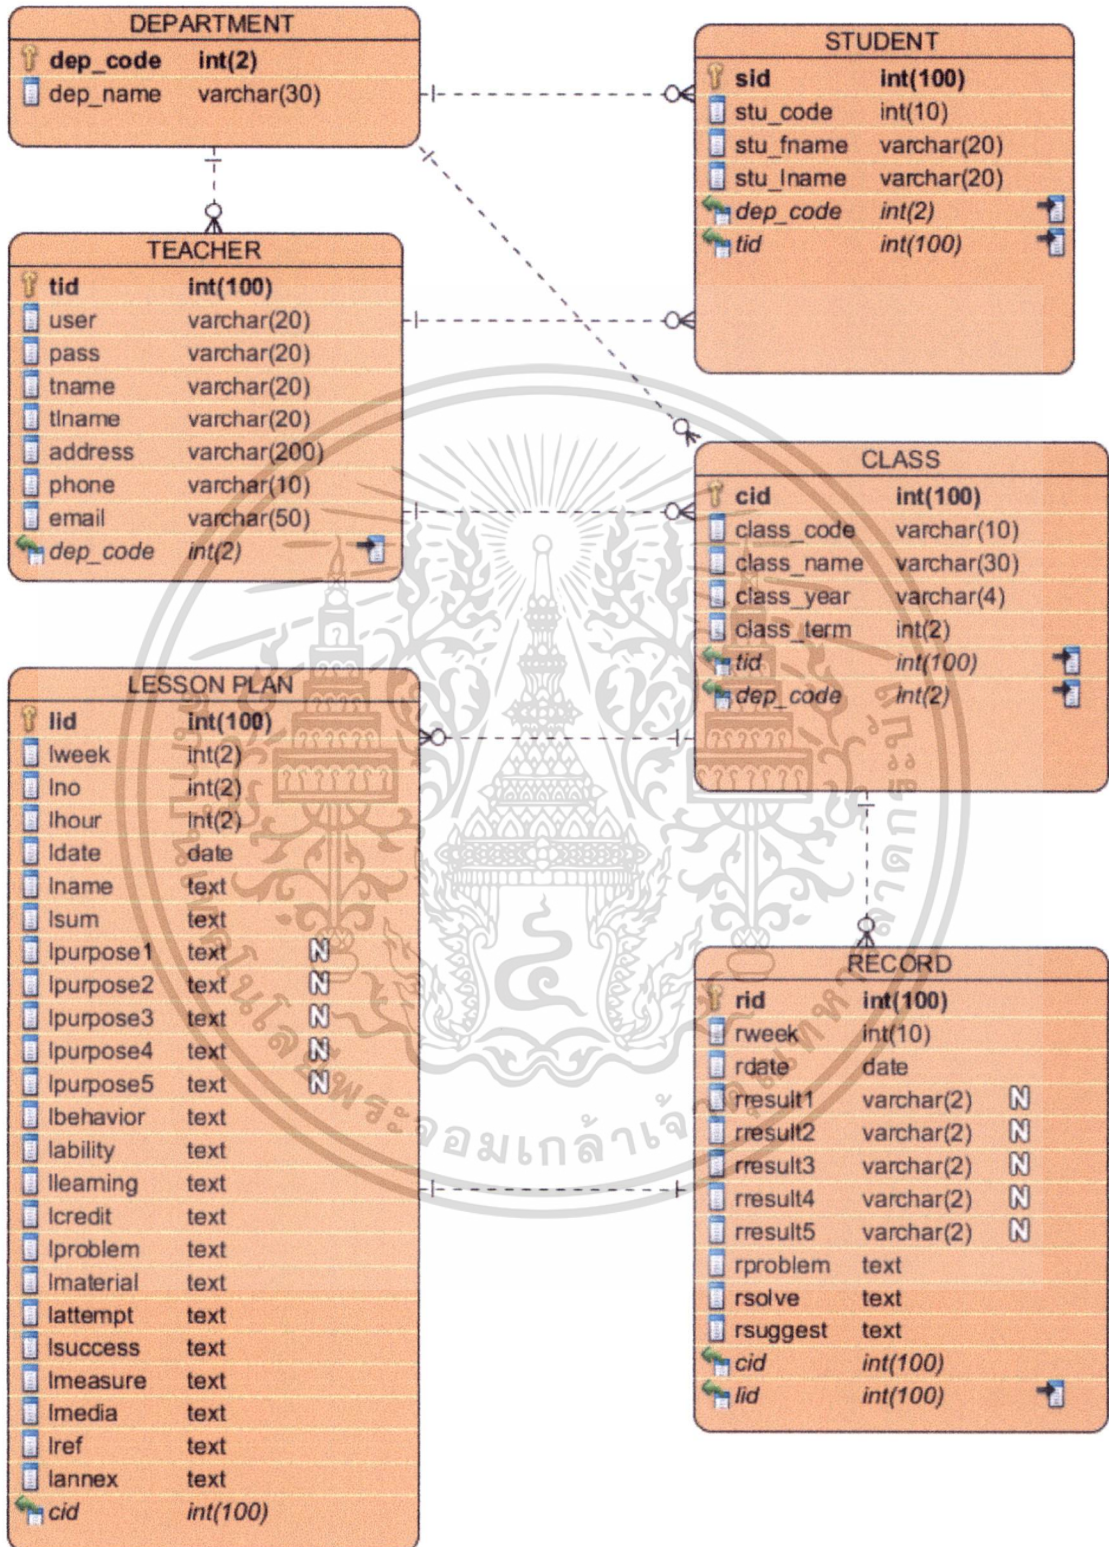 DEPARTMENT
dep_code int(2)
dep_name varchar(30)
STUDENT
sid int(100)
stu_code int(10)
stu_fname varchar(20)
stu_lname varchar(20)
dep_code int(2)
tid int(100)
TEACHER
tid int(100)
user varchar(20)
pass varchar(20)
tname varchar(20)
tlname varchar(20)
address varchar(200)
phone varchar(10)
email varchar(50)
dep_code int(2)
CLASS
cid int(100)
class_code varchar(10)
class_name varchar(30)
class_year varchar(4)
class_term int(2)
tid int(100)
dep_code int(2)
LESSON PLAN
lid int(100)
lweek int(2)
lno int(2)
lhour int(2)
ldate date
lname text
lsum text
lpurpose1 text N
lpurpose2 text N
lpurpose3 text N
lpurpose4 text N
lpurpose5 text N
lbehavior text
lability text
llearning text
lcredit text
lproblem text
lmaterial text
lattempt text
lsuccess text
lmeasure text
lmedia text
lref text
lannex text
cid int(100)
RECORD
rid int(100)
rweek int(10)
rdate date
rresult1 varchar(2) N
rresult2 varchar(2) N
rresult3 varchar(2) N
rresult4 varchar(2) N
rresult5 varchar(2) N
rproblem text
rsolve text
rsuggest text
cid int(100)
lid int(100)